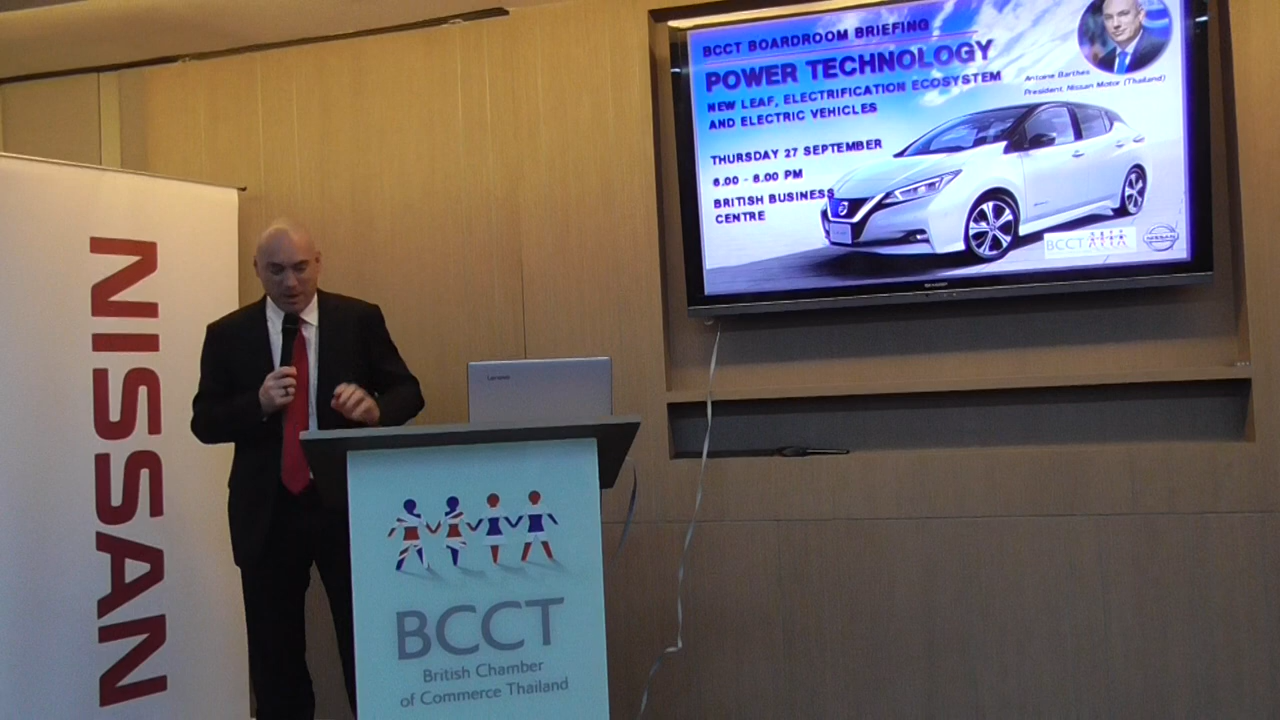 NISSAN
BCCT BOARDROOM BRIEFING
POWER TECHNOLOGY
NEW LEAF, ELECTRIFICATION ECOSYSTEM
AND ELECTRIC VEHICLES
Antoine Barthes
President, Nissan Motor (Thailand)
THURSDAY 27 SEPTEMBER
6.00 - 8.00 PM
BRITISH BUSINESS
CENTRE
BCCT
NISSAN
SHARP
Lenovo
BCCT
British Chamber
of Commerce Thailand